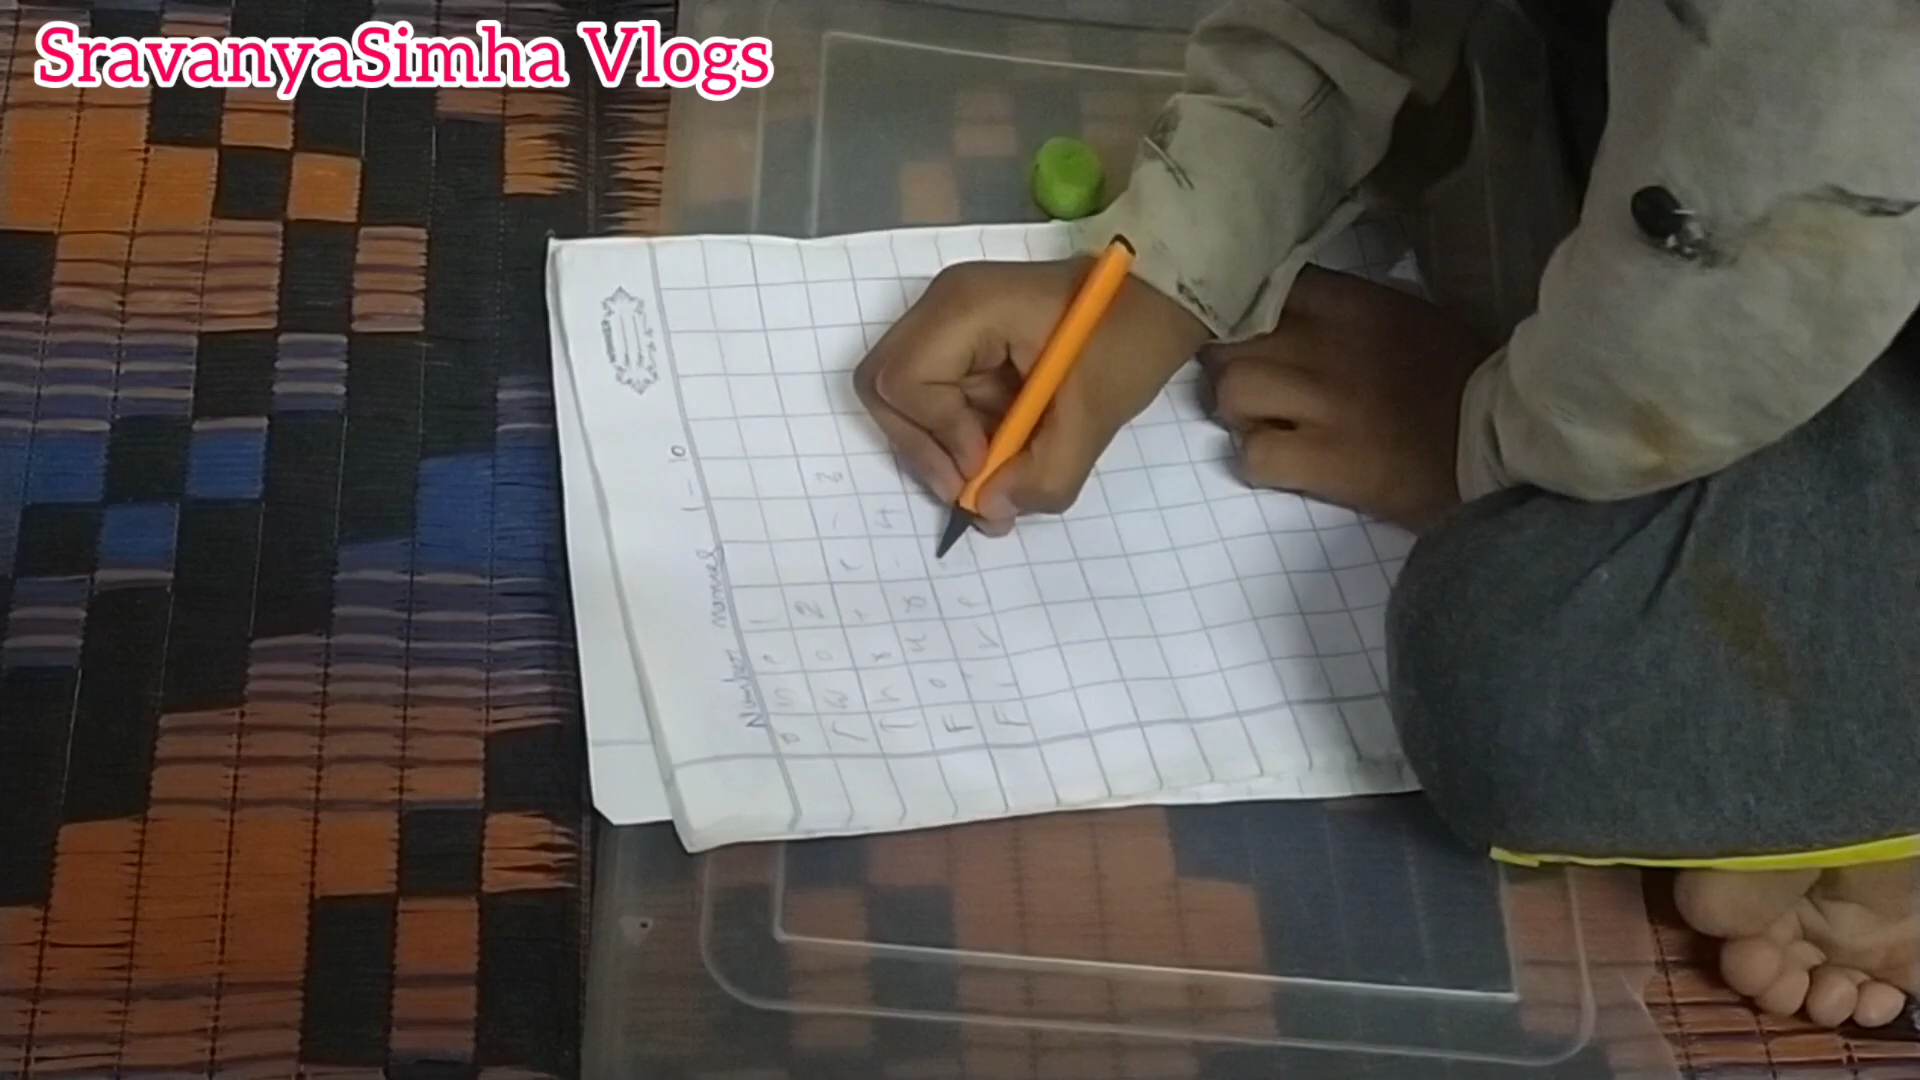 SravanyaSimha Vlogs
Number names 1 - 10
One 1
Two 2
Three - 3
Four - 4
Five